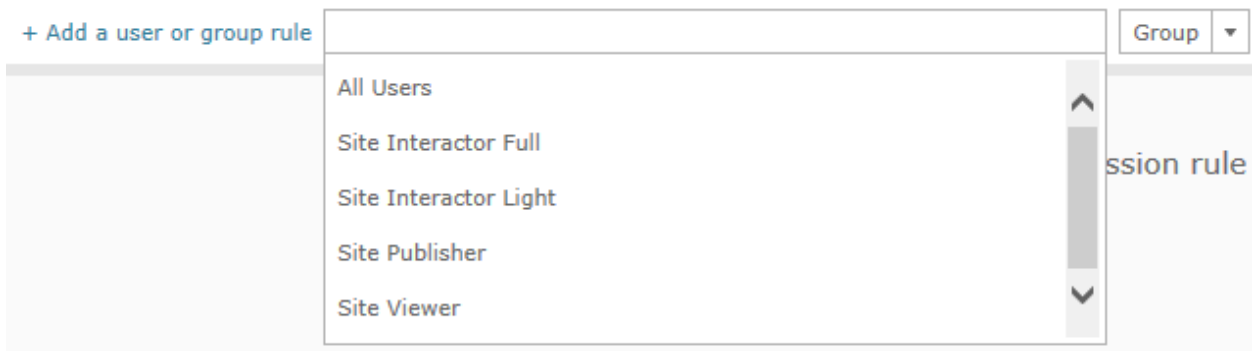 + Add a user or group rule
Group
All Users
Site Interactor Full
Site Interactor Light
ssion rule
Site Publisher
Site Viewer